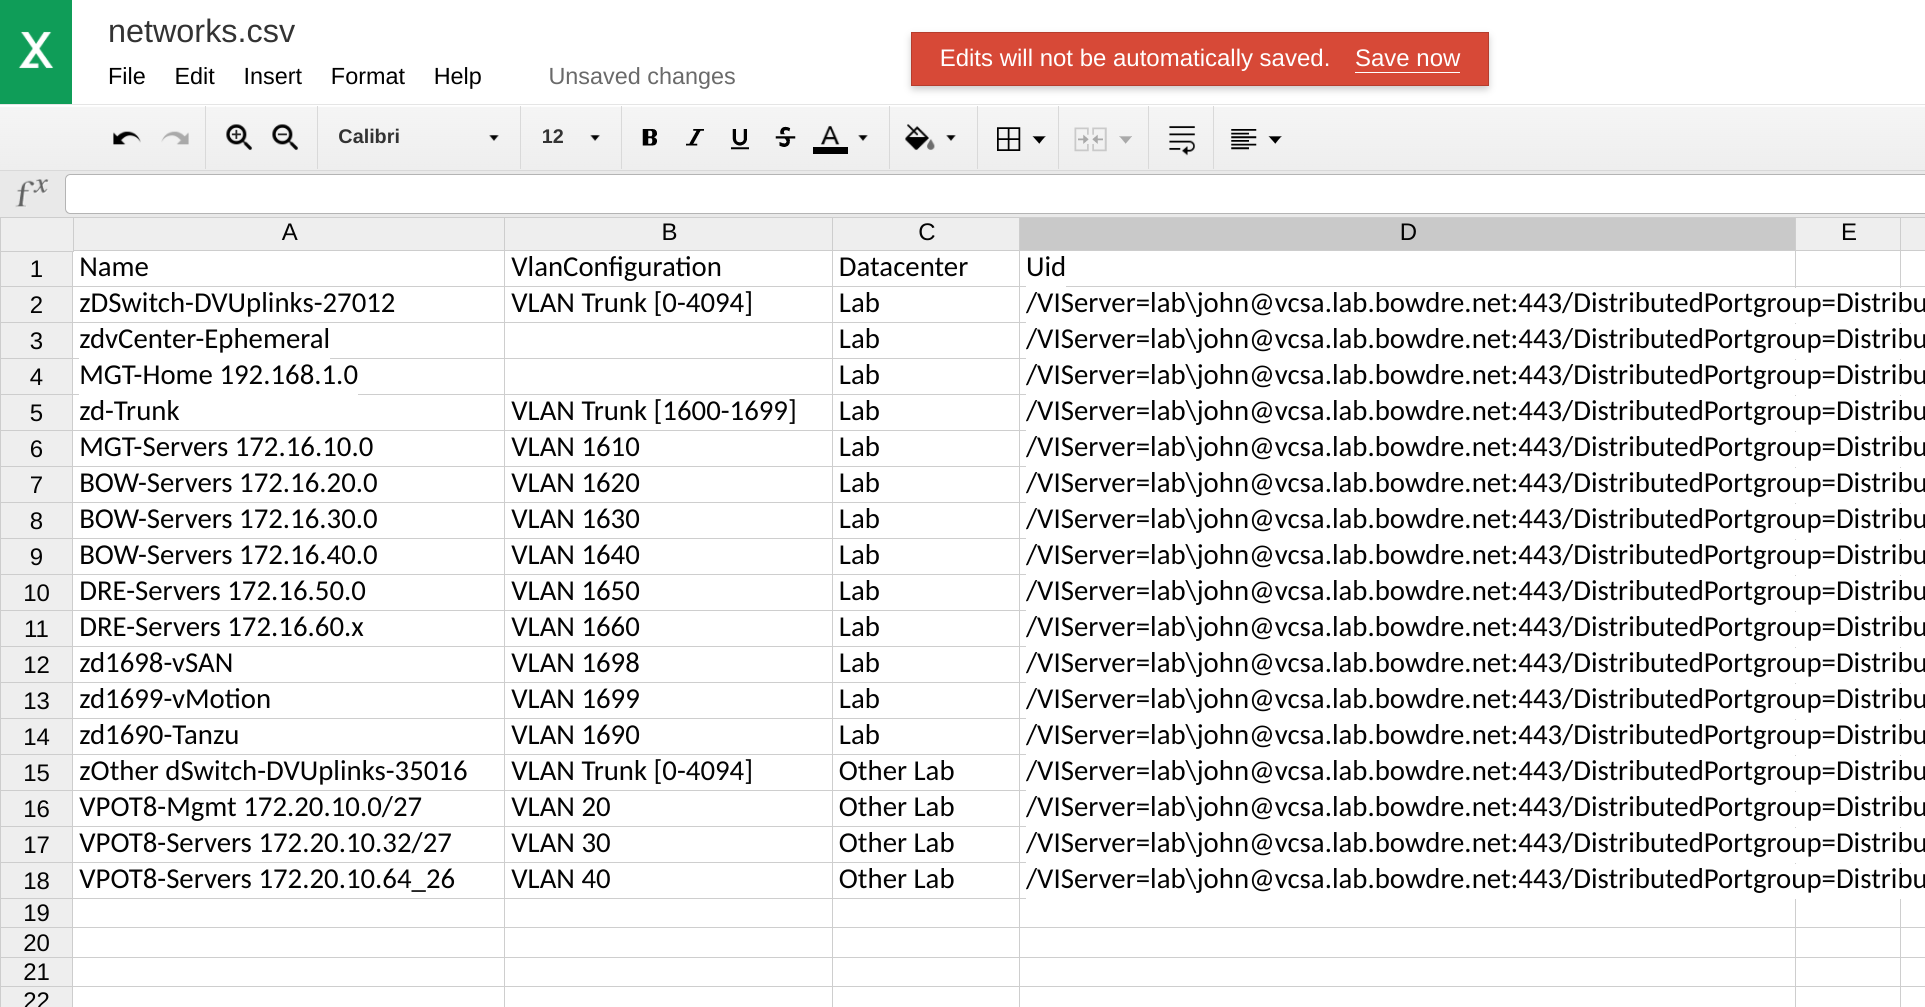 networks.csv
Edits will not be automatically saved. Save now
File Edit Insert Format Help Unsaved changes
Calibri 12 B I U S A
fx
A B C D E
1 Name VlanConfiguration Datacenter Uid
2 zDSwitch-DVUplinks-27012 VLAN Trunk [0-4094] Lab /VIServer=lab\john@vcsa.lab.bowdre.net:443/DistributedPortgroup=Distribu
3 zdvCenter-Ephemeral Lab /VIServer=lab\john@vcsa.lab.bowdre.net:443/DistributedPortgroup=Distribu
4 MGT-Home 192.168.1.0 Lab /VIServer=lab\john@vcsa.lab.bowdre.net:443/DistributedPortgroup=Distribu
5 zd-Trunk VLAN Trunk [1600-1699] Lab /VIServer=lab\john@vcsa.lab.bowdre.net:443/DistributedPortgroup=Distribu
6 MGT-Servers 172.16.10.0 VLAN 1610 Lab /VIServer=lab\john@vcsa.lab.bowdre.net:443/DistributedPortgroup=Distribu
7 BOW-Servers 172.16.20.0 VLAN 1620 Lab /VIServer=lab\john@vcsa.lab.bowdre.net:443/DistributedPortgroup=Distribu
8 BOW-Servers 172.16.30.0 VLAN 1630 Lab /VIServer=lab\john@vcsa.lab.bowdre.net:443/DistributedPortgroup=Distribu
9 BOW-Servers 172.16.40.0 VLAN 1640 Lab /VIServer=lab\john@vcsa.lab.bowdre.net:443/DistributedPortgroup=Distribu
10 DRE-Servers 172.16.50.0 VLAN 1650 Lab /VIServer=lab\john@vcsa.lab.bowdre.net:443/DistributedPortgroup=Distribu
11 DRE-Servers 172.16.60.x VLAN 1660 Lab /VIServer=lab\john@vcsa.lab.bowdre.net:443/DistributedPortgroup=Distribu
12 zd1698-vSAN VLAN 1698 Lab /VIServer=lab\john@vcsa.lab.bowdre.net:443/DistributedPortgroup=Distribu
13 zd1699-vMotion VLAN 1699 Lab /VIServer=lab\john@vcsa.lab.bowdre.net:443/DistributedPortgroup=Distribu
14 zd1690-Tanzu VLAN 1690 Lab /VIServer=lab\john@vcsa.lab.bowdre.net:443/DistributedPortgroup=Distribu
15 zOther dSwitch-DVUplinks-35016 VLAN Trunk [0-4094] Other Lab /VIServer=lab\john@vcsa.lab.bowdre.net:443/DistributedPortgroup=Distribu
16 VPOT8-Mgmt 172.20.10.0/27 VLAN 20 Other Lab /VIServer=lab\john@vcsa.lab.bowdre.net:443/DistributedPortgroup=Distribu
17 VPOT8-Servers 172.20.10.32/27 VLAN 30 Other Lab /VIServer=lab\john@vcsa.lab.bowdre.net:443/DistributedPortgroup=Distribu
18 VPOT8-Servers 172.20.10.64_26 VLAN 40 Other Lab /VIServer=lab\john@vcsa.lab.bowdre.net:443/DistributedPortgroup=Distribu
19
20
21
22